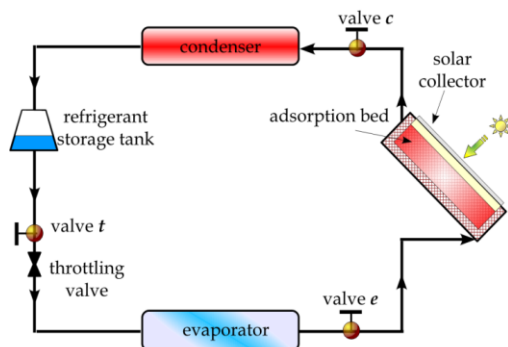 valve c
condenser
solar
collector
adsorption bed
refrigerant
storage tank
valve t
throttling
valve
valve e
evaporator